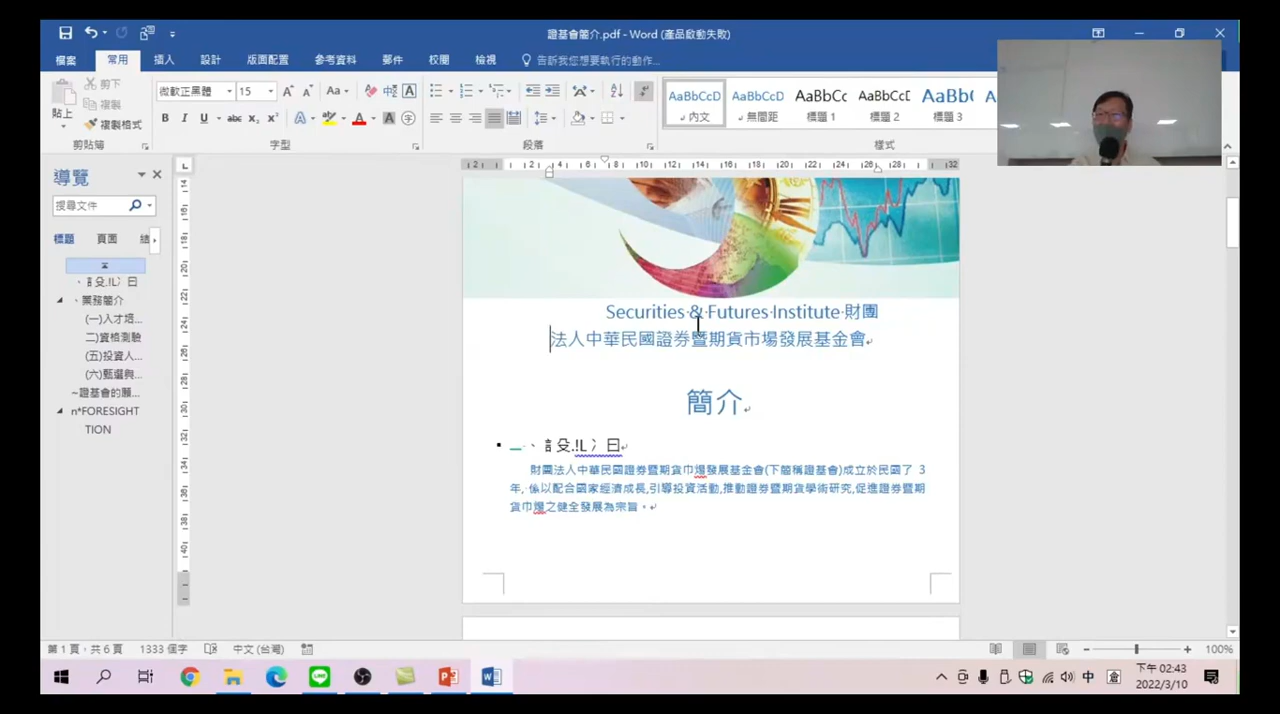 證基會簡介.pdf - Word (產品啟動失敗)
檔案 常用 插入 設計 版面配置 參考資料 郵件 校閱 檢視 告訴我您想要執行的動作...
貼上 剪下 複製 複製格式
微軟正黑體 15
AaBbCcD AaBbCcD AaBbCc AaBbCcD AaBb(
內文 無間距 標題 1 標題 2 標題 3
剪貼簿 字型 段落 樣式
導覽
搜尋文件
標題 頁面 結
、業務簡介
(一)人才培...
二)資格測驗
(五)投資人...
(六)甄選與...
~證基會的願...
n*FORESIGHT
TION
Securities & Futures Institute 財團
法人中華民國證券暨期貨市場發展基金會
簡介
財團法人中華民國證券暨期貨巾場發展基金會(下簡稱證基會)成立於民國了 3
年, 係以配合國家經濟成長,引導投資活動,推動證券暨期貨學術研究,促進證券暨期
之健全發展為宗旨。
第 1 頁，共 6 頁 1333 個字 中文 (台灣) 100%
中 倉 下午 02:43
2022/3/10